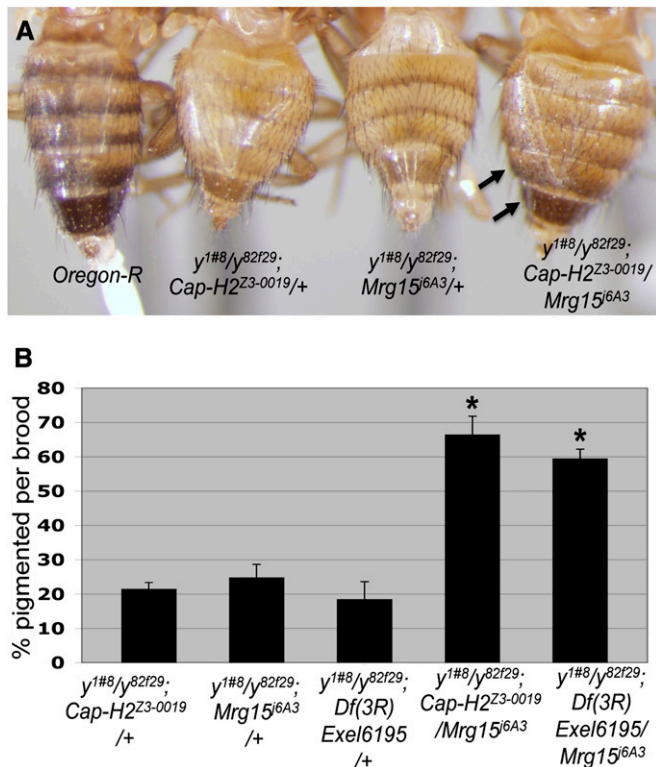 A
Oregon-R
y1#8/y82f29;
Cap-H2Z3-0019/+
y1#8/y82f29;
Mrg15j6A3/+
y1#8/y82f29;
Cap-H2Z3-0019/
Mrg15j6A3
B
% pigmented per brood
80
70
60
50
40
30
20
10
0
*
*
y1#8/y82f29;
Cap-H2Z3-0019
/+
y1#8/y82f29;
Mrg15j6A3
/+
y1#8/y82f29;
Df(3R)
Exel6195
/+
y1#8/y82f29;
Cap-H2Z3-0019
/Mrg15j6A3
y1#8/y82f29;
Df(3R)
Exel6195/
Mrg15j6A3